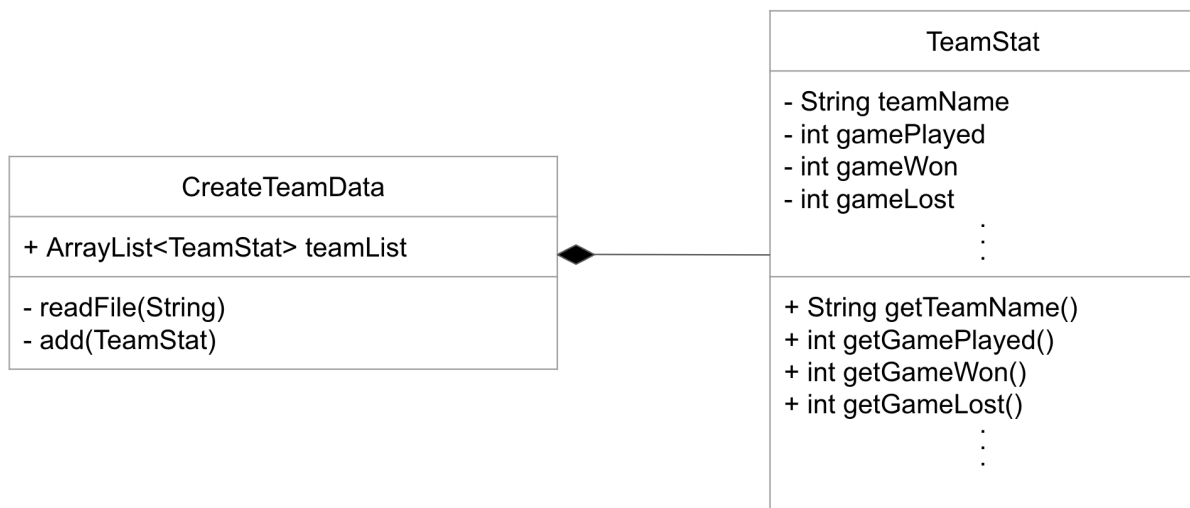 CreateTeamData
+ ArrayList<TeamStat> teamList
- readFile(String)
- add(TeamStat)
TeamStat
- String teamName
- int gamePlayed
- int gameWon
- int gameLost
.
.
.
+ String getTeamName()
+ int getGamePlayed()
+ int getGameWon()
+ int getGameLost()
.
.
.